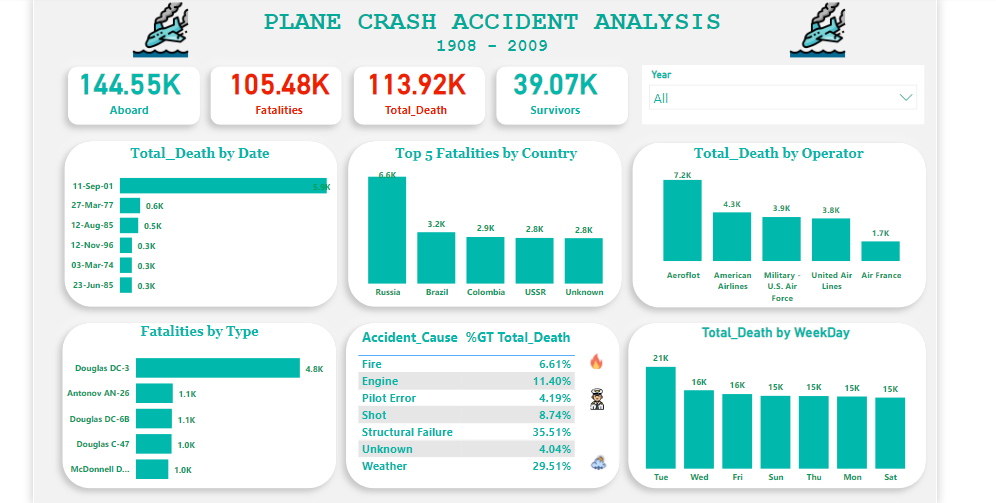 PLANE CRASH ACCIDENT ANALYSIS
1908 - 2009
144.55K
Aboard
105.48K
Fatalities
113.92K
Total_Death
39.07K
Survivors
Year
All
Total_Death by Date
11-Sep-01
27-Mar-77 0.6K
12-Aug-85 0.5K
12-Nov-96 0.3K
03-Mar-74 0.3K
23-Jun-85 0.3K
Top 5 Fatalities by Country
6.6K
3.2K
2.9K
2.8K
2.8K
Russia Brazil Colombia USSR Unknown
Total_Death by Operator
7.2K
4.3K
3.9K
3.8K
1.7K
Aeroflot
American
Airlines
Military -
U.S. Air
Force
United Air
Lines
Air France
Fatalities by Type
Douglas DC-3 4.8K
Antonov AN-26 1.1K
Douglas DC-6B 1.1K
Douglas C-47 1.0K
McDonnell D... 1.0K
Accident_Cause %GT Total_Death
Fire 6.61%
Engine 11.40%
Pilot Error 4.19%
Shot 8.74%
Structural Failure 35.51%
Unknown 4.04%
Weather 29.51%
Total_Death by WeekDay
21K
16K
16K
15K
15K
15K
15K
Tue Wed Fri Sun Thu Mon Sat